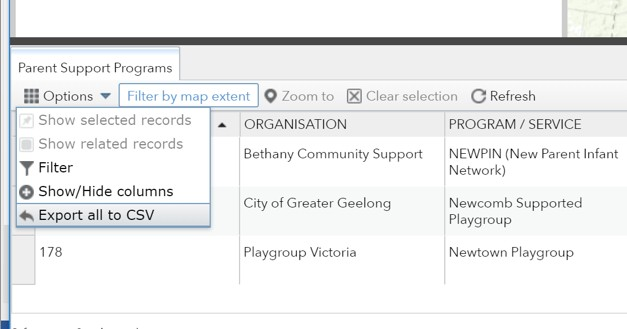 Parent Support Programs
Options Filter by map extent Zoom to Clear selection Refresh
Show selected records
Show related records
Filter
Show/Hide columns
Export all to CSV
ORGANISATION PROGRAM / SERVICE
Bethany Community Support NEWPIN (New Parent Infant
Network)
City of Greater Geelong Newcomb Supported
Playgroup
178 Playgroup Victoria Newtown Playgroup